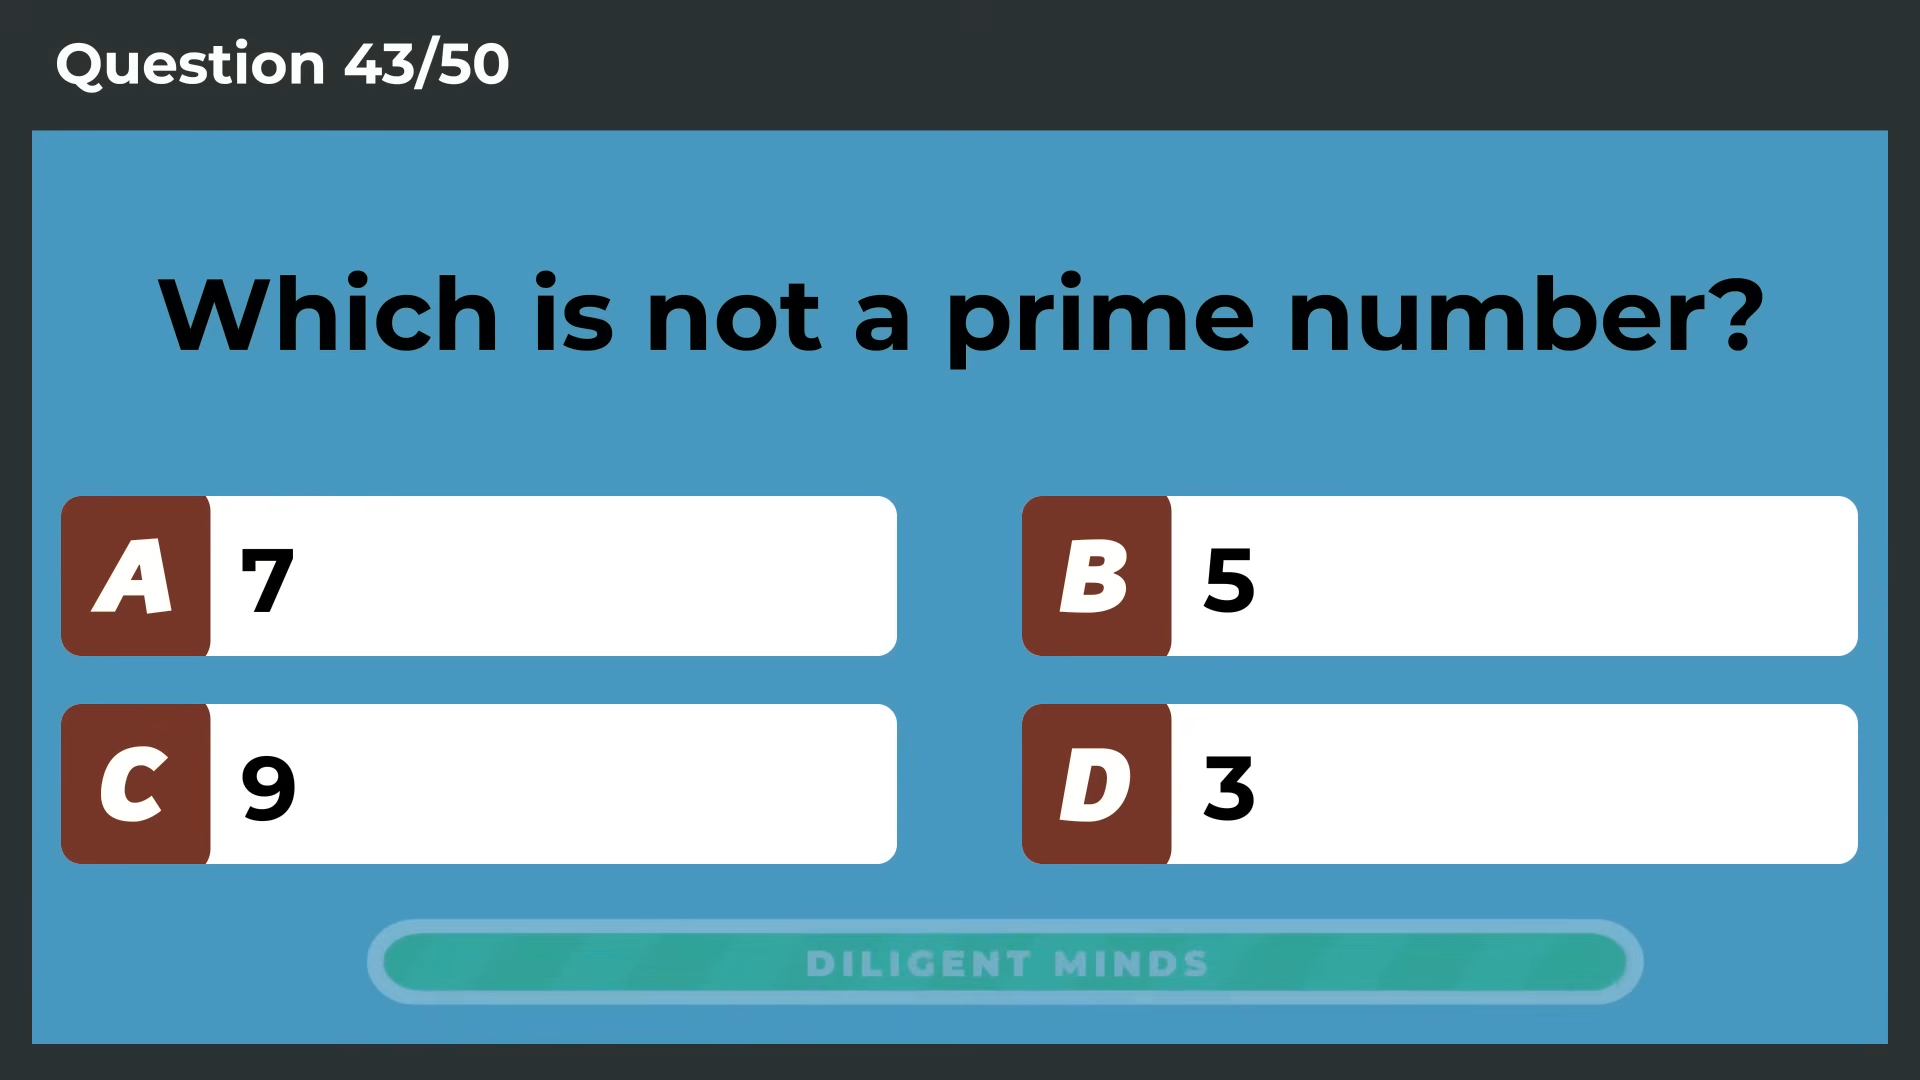 Question 43/50
Which is not a prime number?
A 7
B 5
C 9
D 3
DILIGENT MINDS